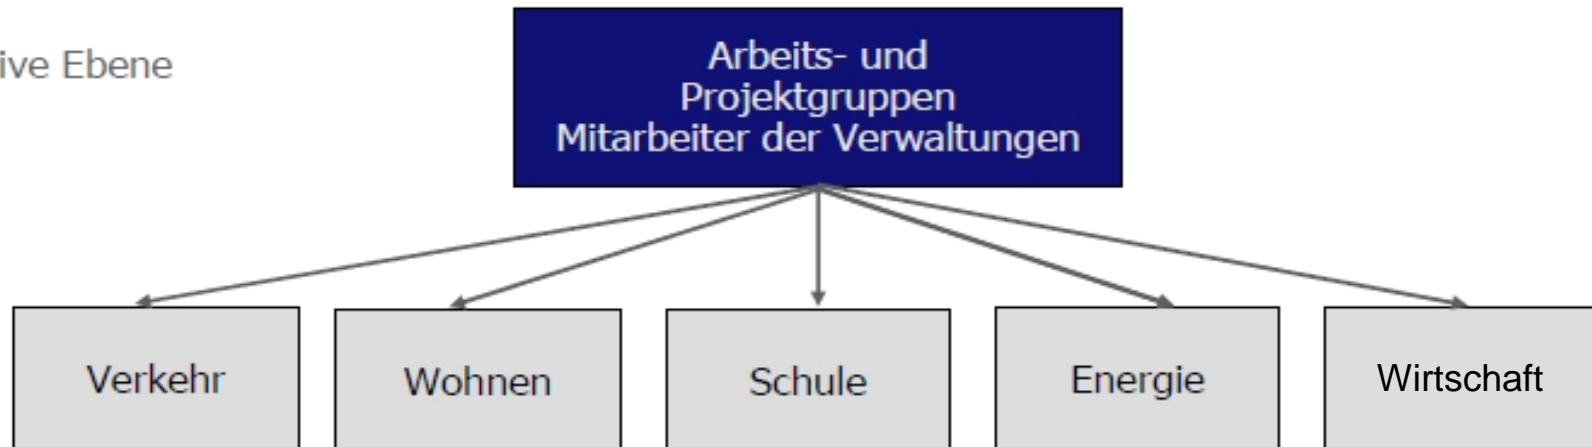 ive Ebene
Arbeits- und
Projektgruppen
Mitarbeiter der Verwaltungen
Verkehr
Wohnen
Schule
Energie
Wirtschaft